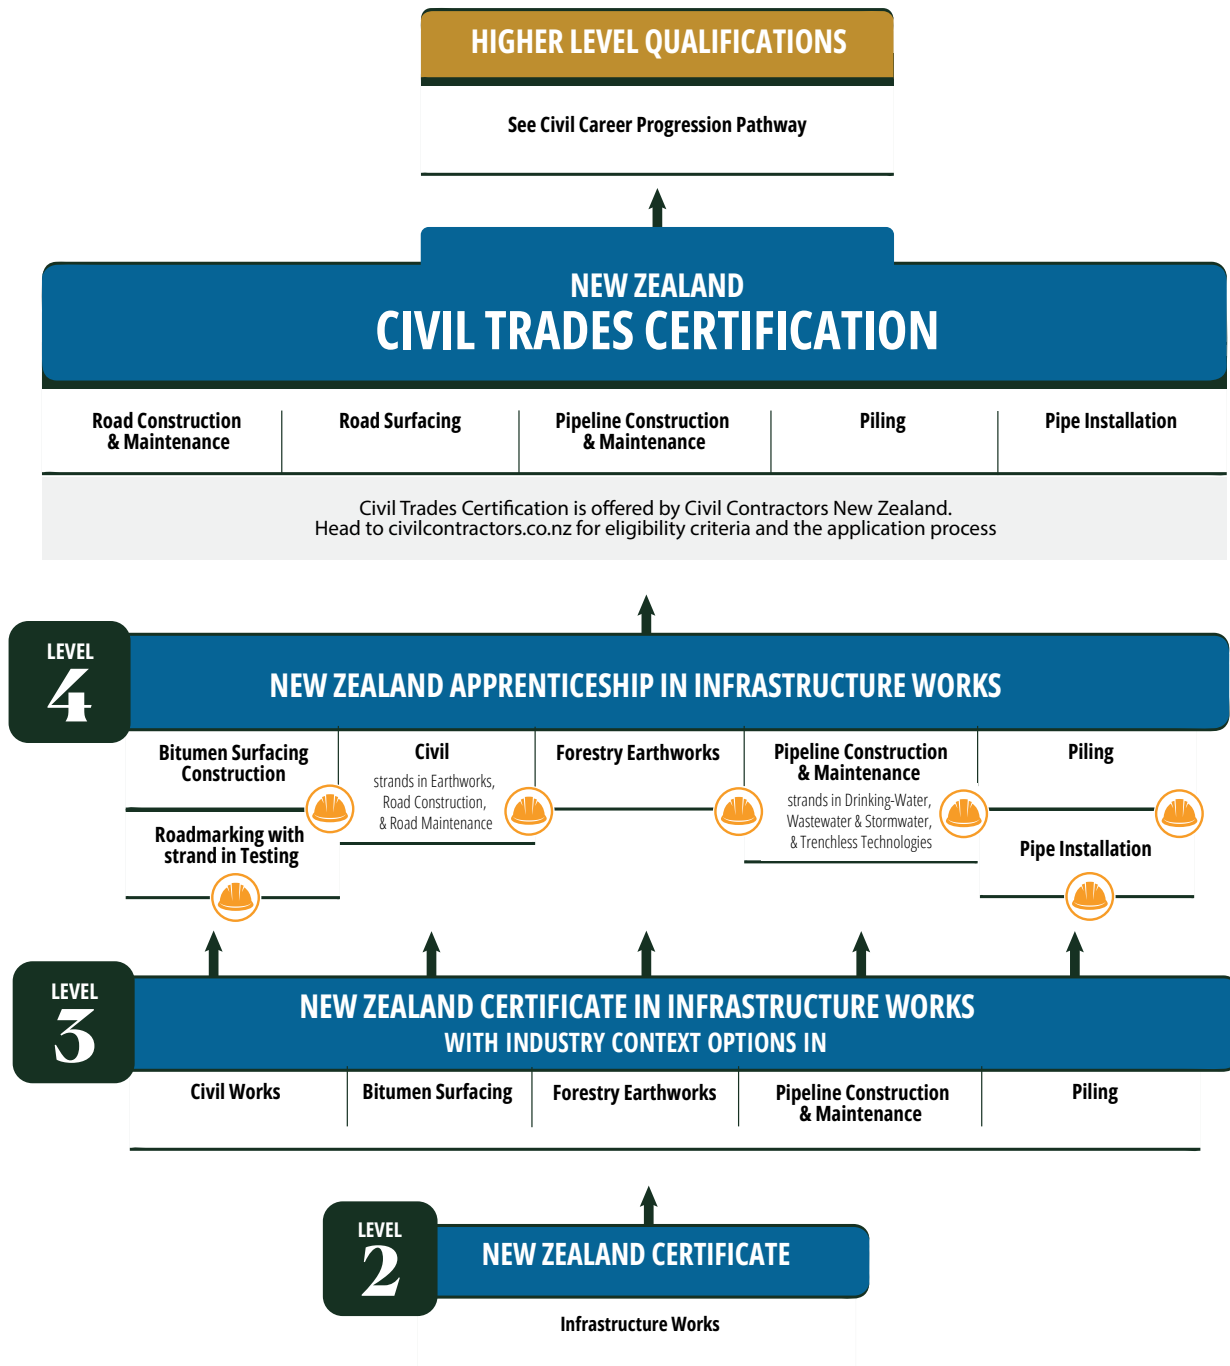 HIGHER LEVEL QUALIFICATIONS
See Civil Career Progression Pathway
NEW ZEALAND
CIVIL TRADES CERTIFICATION
Road Construction
& Maintenance
Road Surfacing
Pipeline Construction
& Maintenance
Piling
Pipe Installation
Civil Trades Certification is offered by Civil Contractors New Zealand.
Head to civilcontractors.co.nz for eligibility criteria and the application process
LEVEL
4
NEW ZEALAND APPRENTICESHIP IN INFRASTRUCTURE WORKS
Bitumen Surfacing
Construction
Roadmarking with
strand in Testing
Civil
strands in Earthworks,
Road Construction,
& Road Maintenance
Forestry Earthworks
Pipeline Construction
& Maintenance
strands in Drinking-Water,
Wastewater & Stormwater,
& Trenchless Technologies
Piling
Pipe Installation
LEVEL
3
NEW ZEALAND CERTIFICATE IN INFRASTRUCTURE WORKS
WITH INDUSTRY CONTEXT OPTIONS IN
Civil Works
Bitumen Surfacing
Forestry Earthworks
Pipeline Construction
& Maintenance
Piling
LEVEL
2
NEW ZEALAND CERTIFICATE
Infrastructure Works